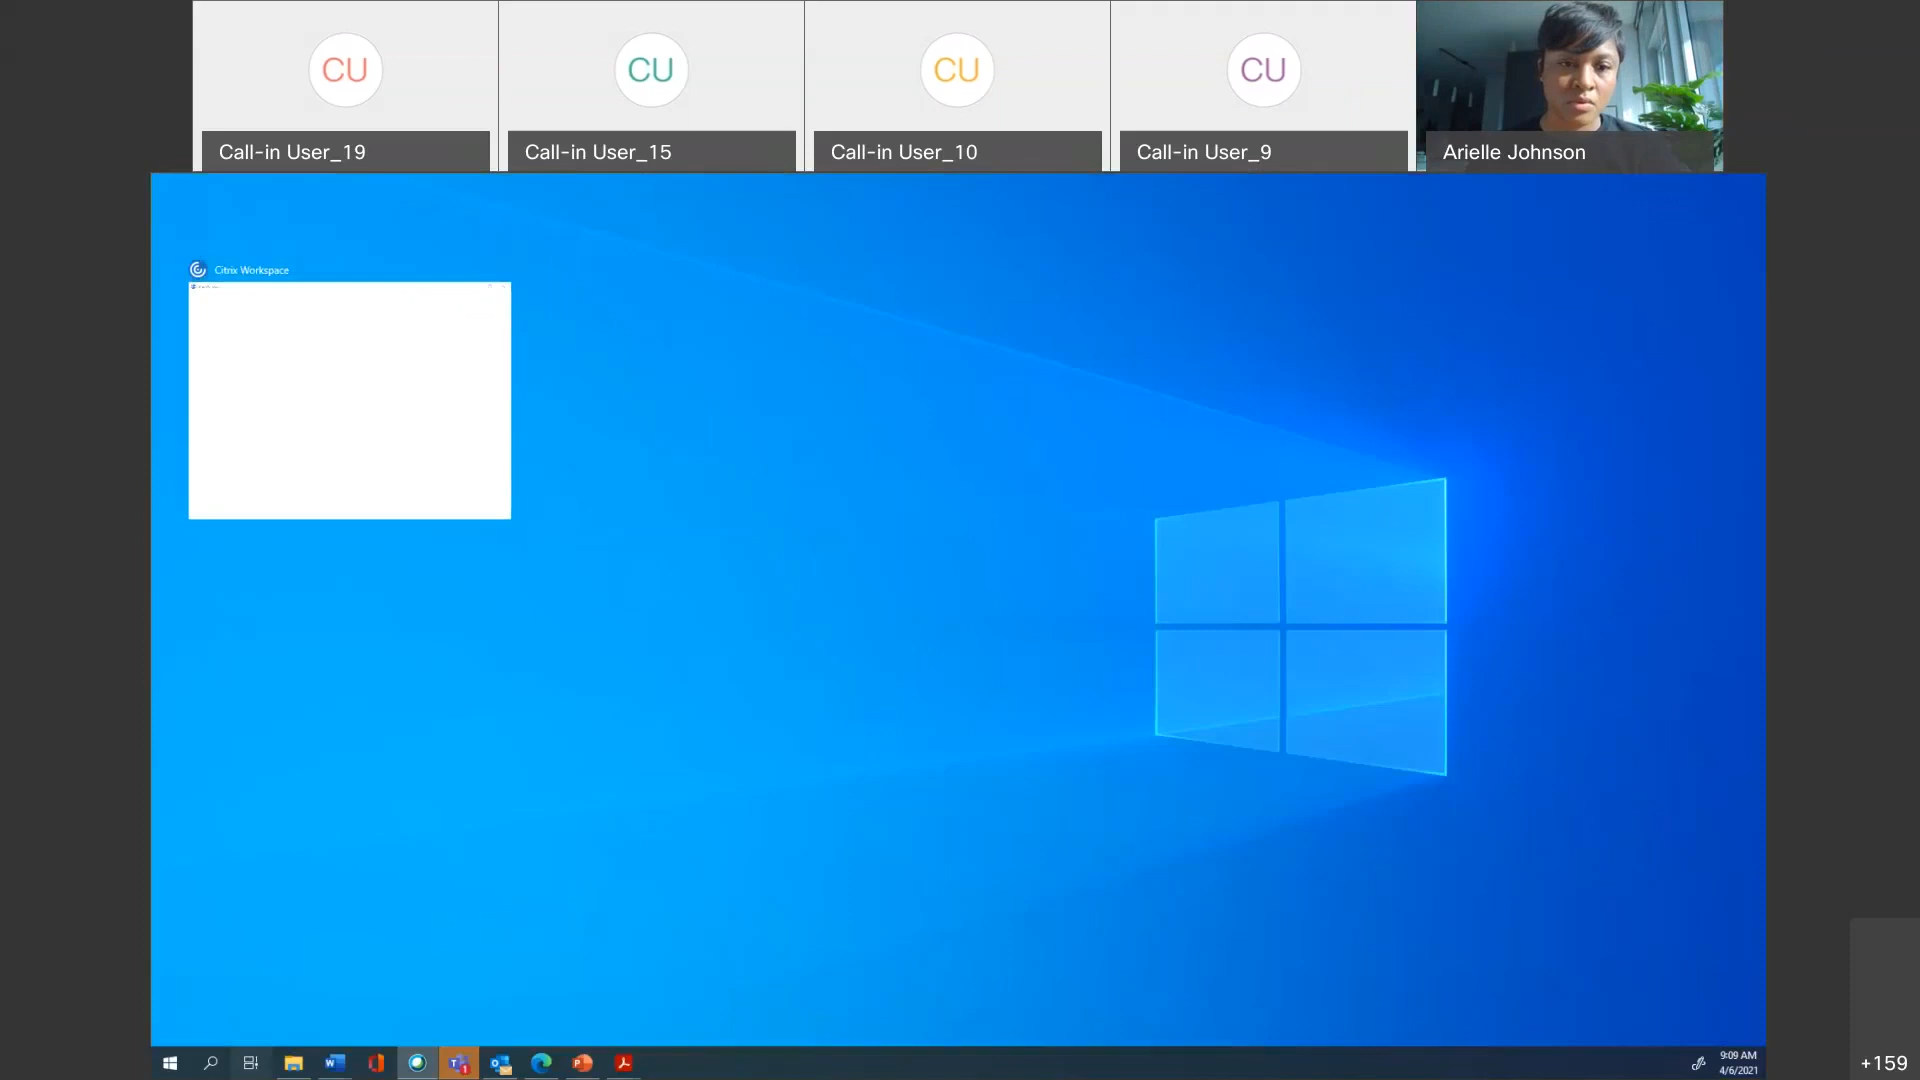 CU
Call-in User_19
CU
Call-in User_15
CU
Call-in User_10
CU
Call-in User_9
Arielle Johnson
Citrix Workspace
9:09 AM
4/6/2021
+159